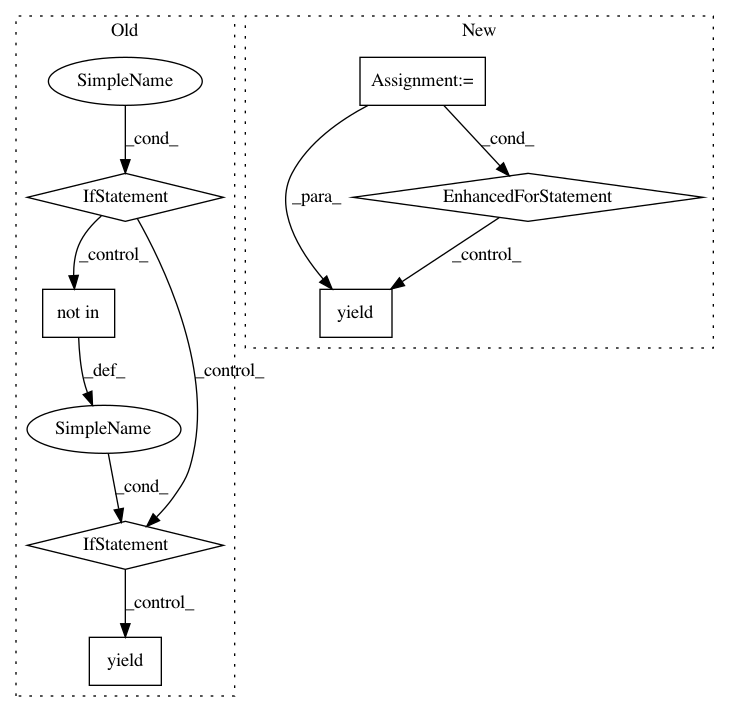 Old
New
SimpleName
Assignment:=
_cond_
_cond_
IfStatement
_para_
EnhancedForStatement
_control_
_control_
not in
yield
_def_
_control_
SimpleName
_cond_
IfStatement
_control_
yield